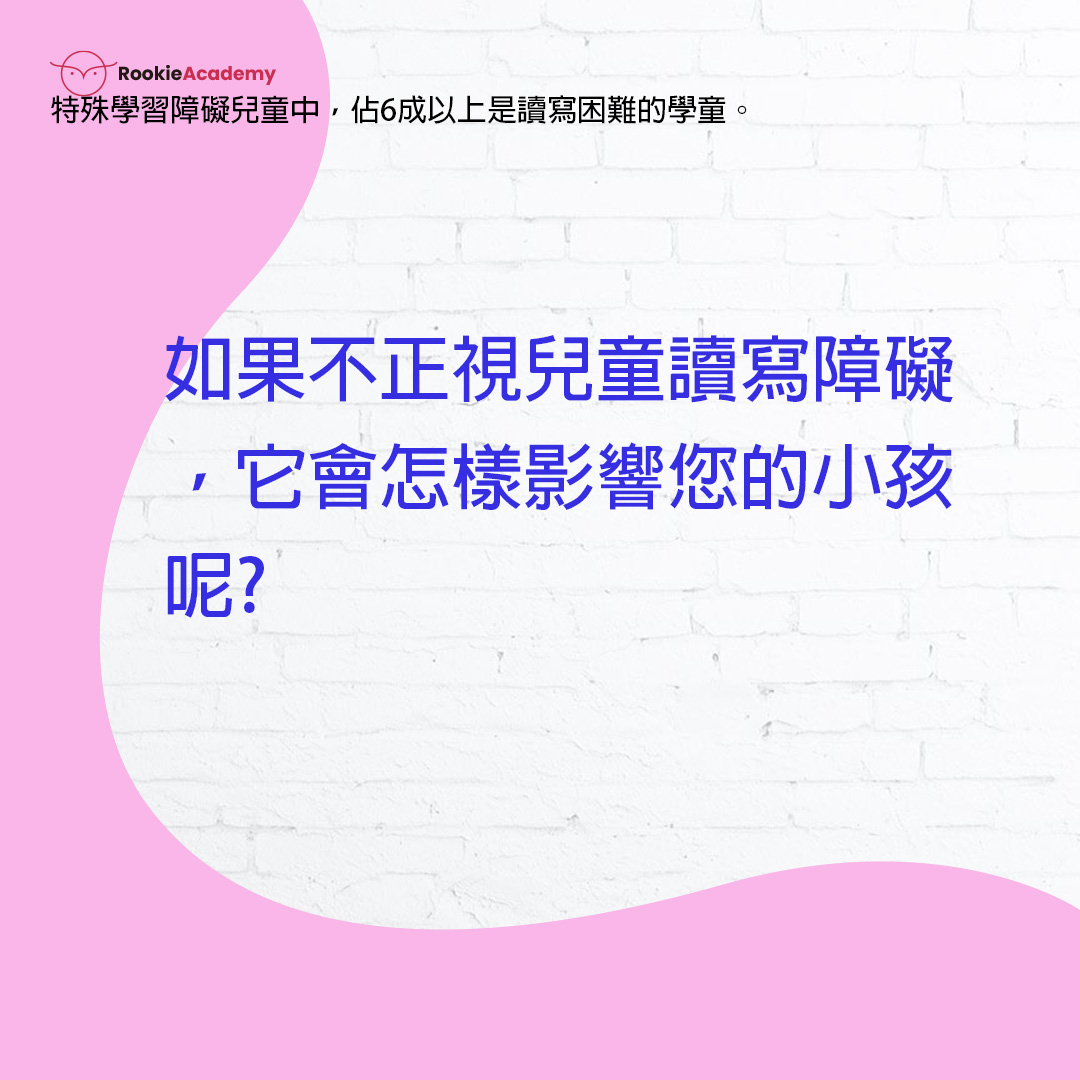 RookieAcademy
特殊學習障礙兒童中，佔6成以上是讀寫困難的學童。
如果不正視兒童讀寫障礙
，它會怎樣影響您的小孩
呢?